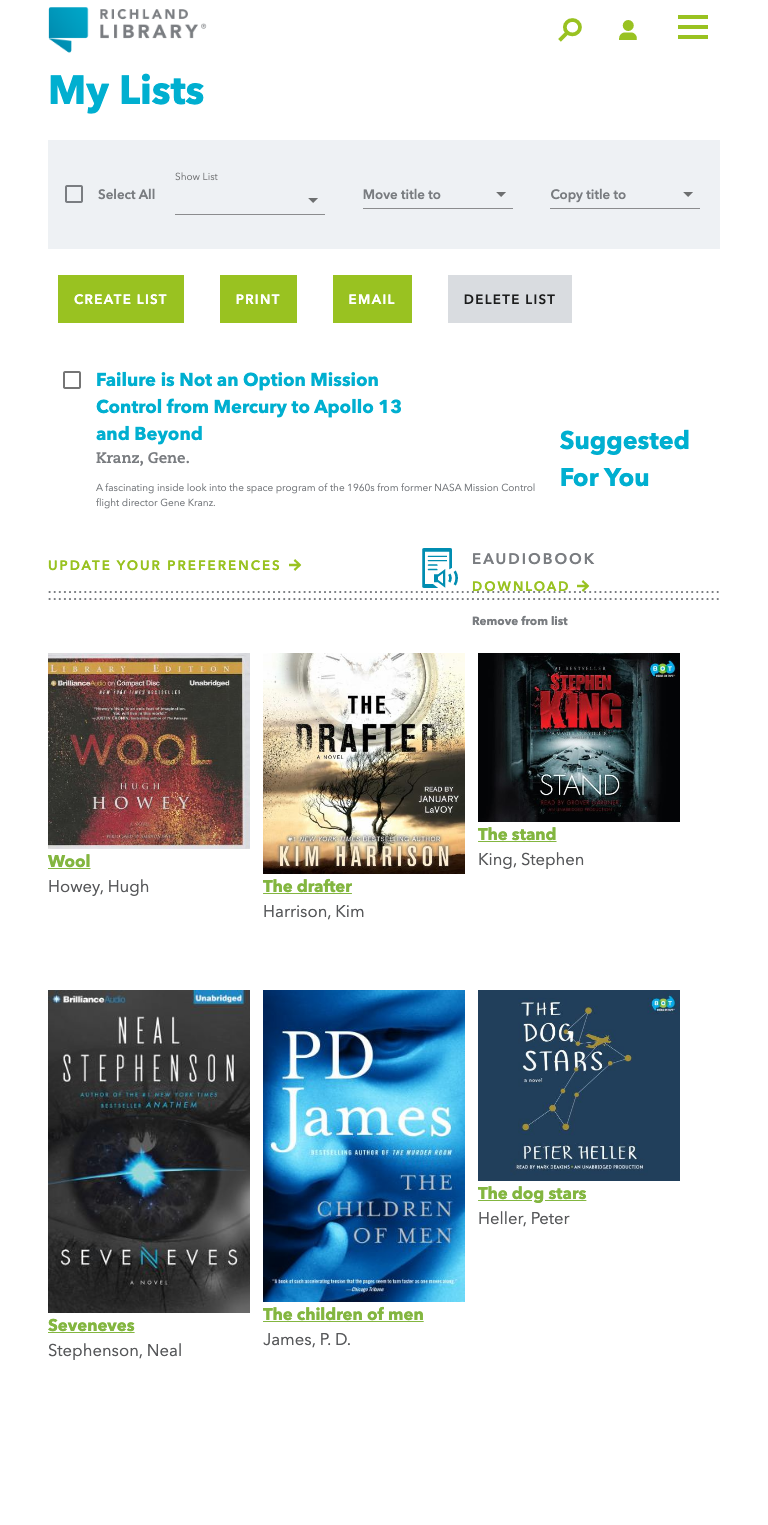 RICHLAND
LIBRARY®
My Lists
Select All
Show List
Move title to
Copy title to
CREATE LIST
PRINT
EMAIL
DELETE LIST
Failure is Not an Option Mission
Control from Mercury to Apollo 13
and Beyond
Kranz, Gene.
A fascinating inside look into the space program of the 1960s from former NASA Mission Control
flight director Gene Kranz.
Suggested
For You
UPDATE YOUR PREFERENCES →
EAUDIOBOOK
DOWNLOAD →
Remove from list
LIBRARY EDITION
BrillianceAudio on Compact Disc
Unabridged
NEW YORK TIMES BESTSELLER
WOOL
HUGH
HOWEY
Wool
Howey, Hugh
THE
DRAFTER
A NOVEL
READ BY
JANUARY
LaVOY
#1 NEW YORK TIMES BESTSELLING AUTHOR
KIM HARRISON
The drafter
Harrison, Kim
BOT
#1 BESTSELLER
STEPHEN
KING
STAND
READ BY GROVER GARDNER
The stand
King, Stephen
BrillianceAudio
Unabridged
NEAL
STEPHENSON
AUTHOR OF THE #1 NEW YORK TIMES
BESTSELLER ANATHEM
SEVENEVES
A NOVEL
Seveneves
Stephenson, Neal
PD
James
BESTSELLING AUTHOR OF THE MURDER ROOM
THE
CHILDREN
OF MEN
"A book of such accelerating tension that the pages seem to turn faster as one moves along."
—Chicago Tribune
The children of men
James, P. D.
BOT
THE
DOG
STARS
a novel
PETER HELLER
READ BY MARK DEAKINS • AN UNABRIDGED PRODUCTION
The dog stars
Heller, Peter